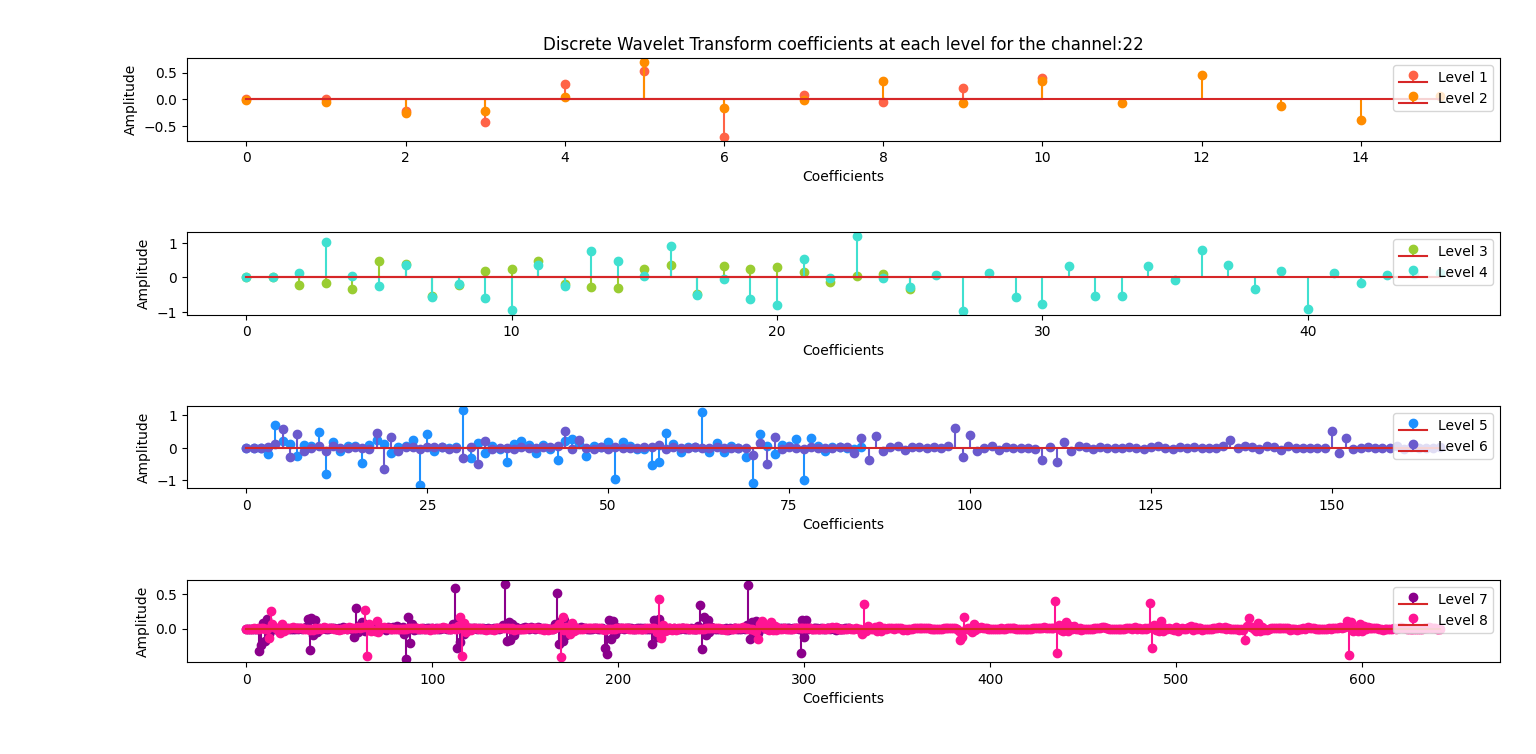 Discrete Wavelet Transform coefficients at each level for the channel:22
Amplitude
0.5
0.0
−0.5
Level 1
Level 2
0 2 4 6 8 10 12 14
Coefficients
Amplitude
1
0
−1
Level 3
Level 4
0 10 20 30 40
Coefficients
Amplitude
1
0
−1
Level 5
Level 6
0 25 50 75 100 125 150
Coefficients
Amplitude
0.5
0.0
Level 7
Level 8
0 100 200 300 400 500 600
Coefficients